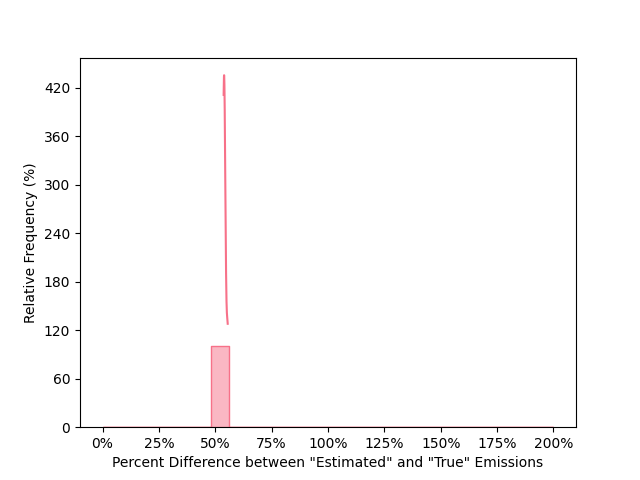 420
360
300
240
180
120
60
0
Relative Frequency (%)
0% 25% 50% 75% 100% 125% 150% 175% 200%
Percent Difference between "Estimated" and "True" Emissions